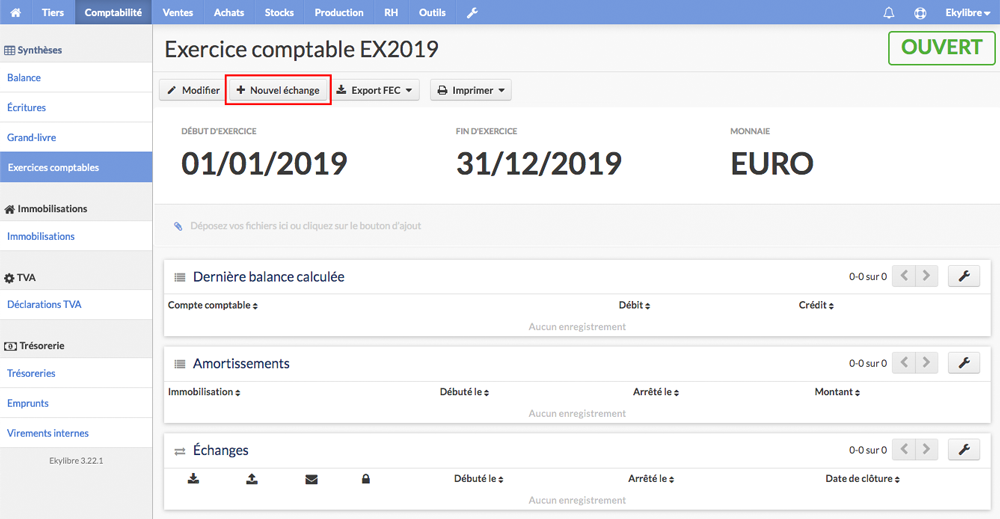 Tiers Comptabilité Ventes Achats Stocks Production RH Outils Ekylibre
Synthèses
Balance
Écritures
Grand-livre
Exercices comptables
Immobilisations
Immobilisations
TVA
Déclarations TVA
Trésorerie
Trésoreries
Emprunts
Virements internes
Ekylibre 3.22.1
Exercice comptable EX2019
OUVERT
Modifier Nouvel échange Export FEC Imprimer
DÉBUT D'EXERCICE FIN D'EXERCICE MONNAIE
01/01/2019 31/12/2019 EURO
Déposez vos fichiers ici ou cliquez sur le bouton d'ajout
Dernière balance calculée 0-0 sur 0
Compte comptable Débit Crédit
Aucun enregistrement
Amortissements 0-0 sur 0
Immobilisation Débuté le Arrêté le Montant
Aucun enregistrement
Échanges 0-0 sur 0
Débuté le Arrêté le Date de clôture
Aucun enregistrement